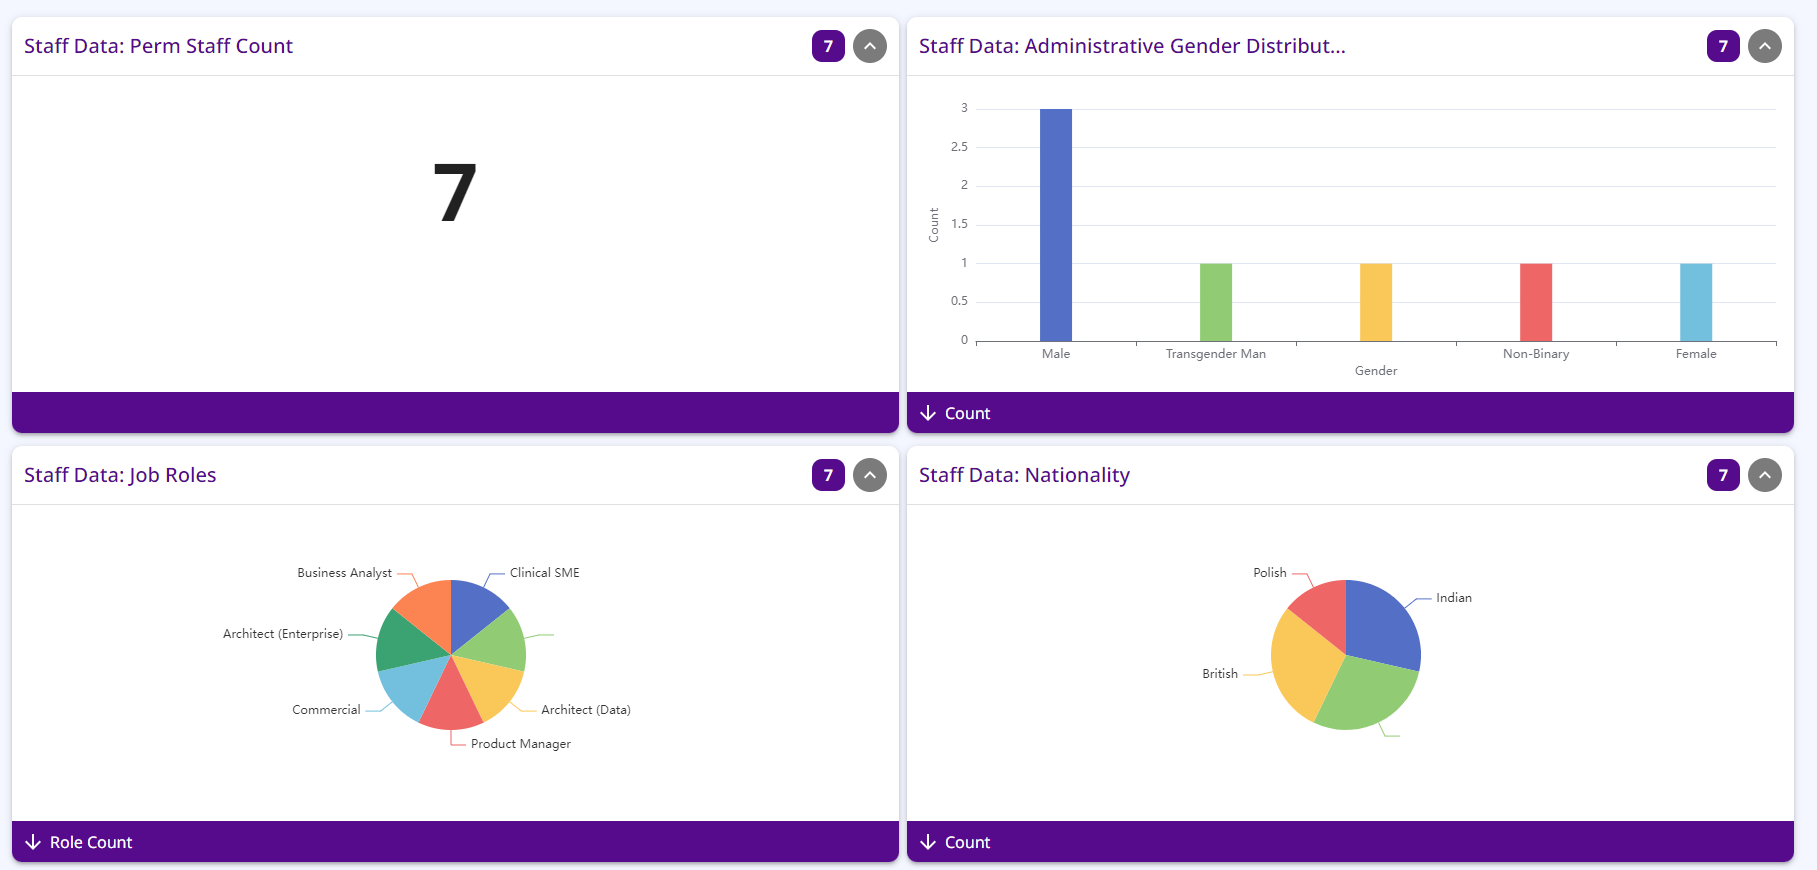 Staff Data: Perm Staff Count
7
7
Staff Data: Administrative Gender Distribut...
7
3
2.5
2
1.5
1
0.5
0
Count
Male
Transgender Man
Non-Binary
Female
Gender
Count
Staff Data: Job Roles
7
Business Analyst
Clinical SME
Architect (Enterprise)
Commercial
Architect (Data)
Product Manager
Role Count
Staff Data: Nationality
7
Polish
Indian
British
Count